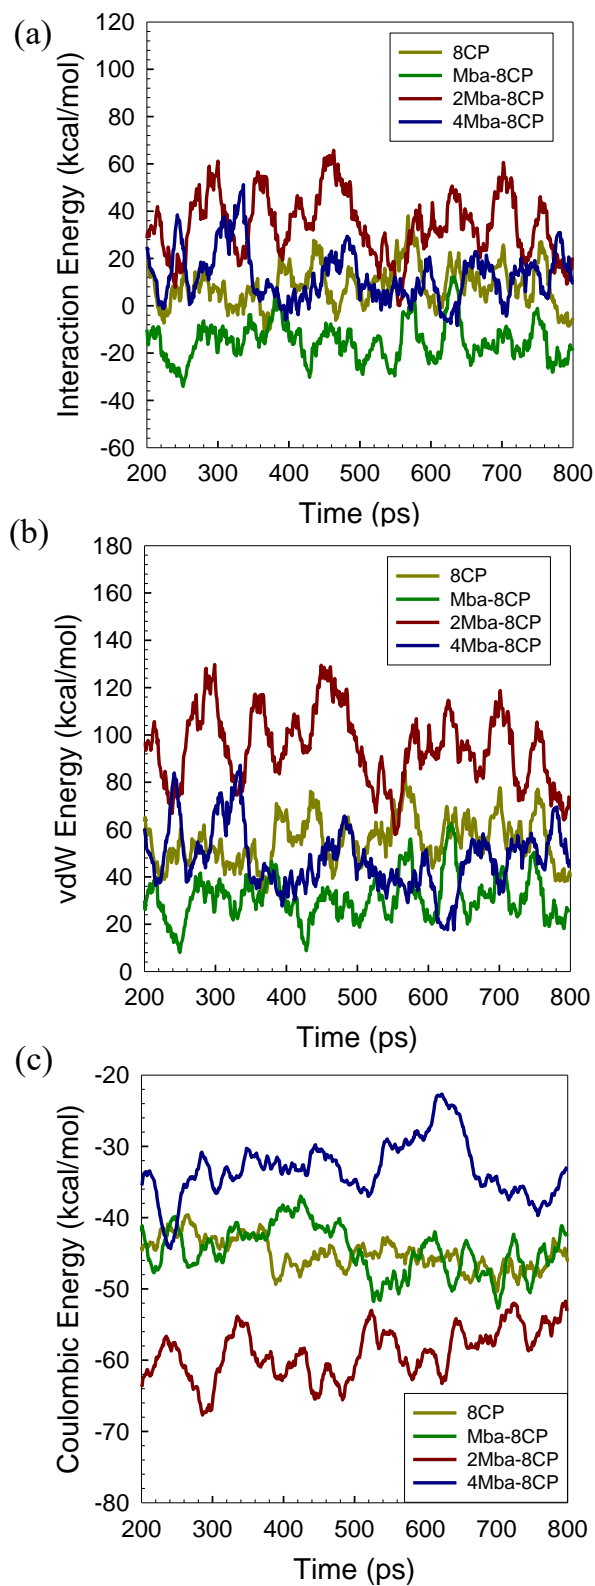 (a)
Interaction Energy (kcal/mol)
120
100
80
60
40
20
0
-20
-40
-60
8CP
Mba-8CP
2Mba-8CP
4Mba-8CP
200 300 400 500 600 700 800
Time (ps)
(b)
vdW Energy (kcal/mol)
180
160
140
120
100
80
60
40
20
0
8CP
Mba-8CP
2Mba-8CP
4Mba-8CP
200 300 400 500 600 700 800
Time (ps)
(c)
Coulombic Energy (kcal/mol)
-20
-30
-40
-50
-60
-70
-80
8CP
Mba-8CP
2Mba-8CP
4Mba-8CP
200 300 400 500 600 700 800
Time (ps)